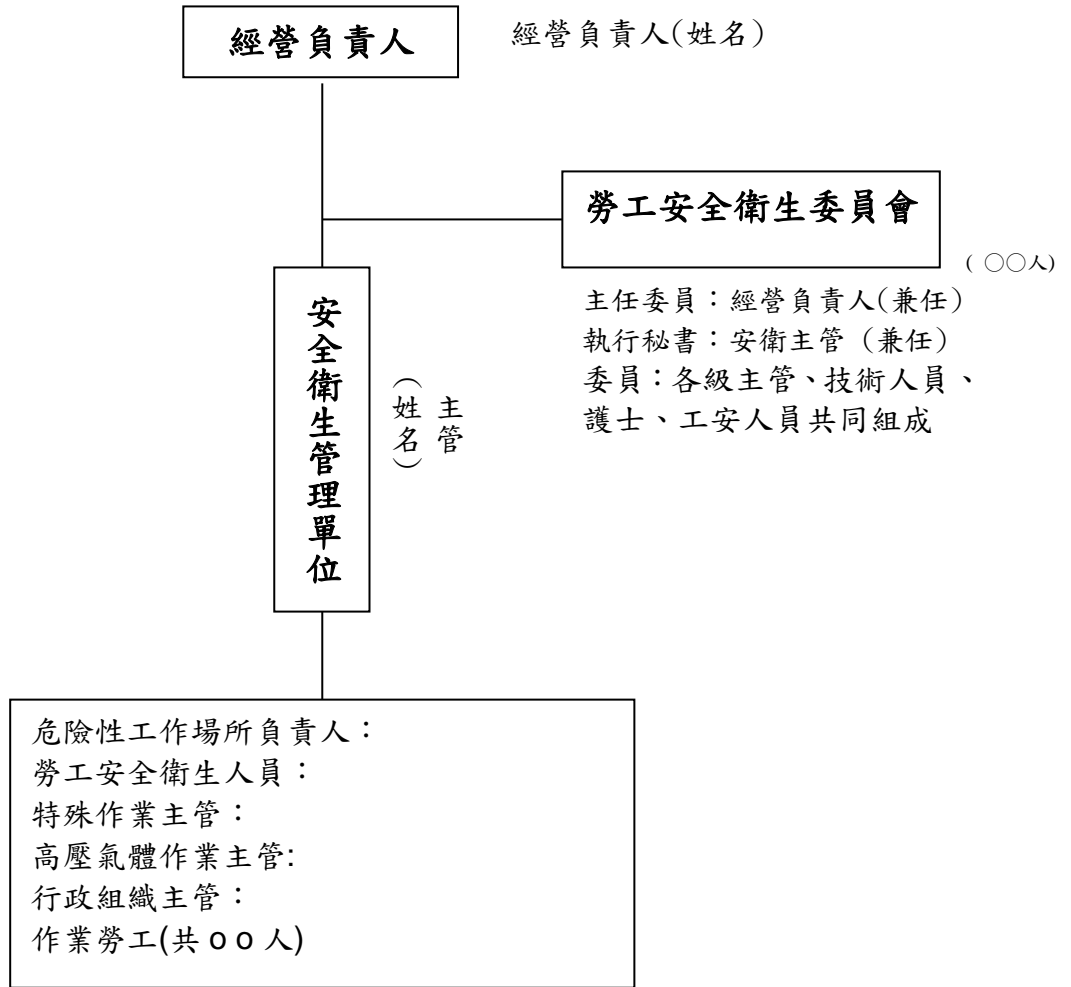 經營負責人
經營負責人(姓名)
勞工安全衛生委員會
( ○○人)
主任委員：經營負責人(兼任)
執行秘書：安衛主管（兼任）
委員：各級主管、技術人員、
護士、工安人員共同組成
安全衛生管理單位
主管
（姓名）
危險性工作場所負責人：
勞工安全衛生人員：
特殊作業主管：
高壓氣體作業主管:
行政組織主管：
作業勞工(共ｏｏ人)